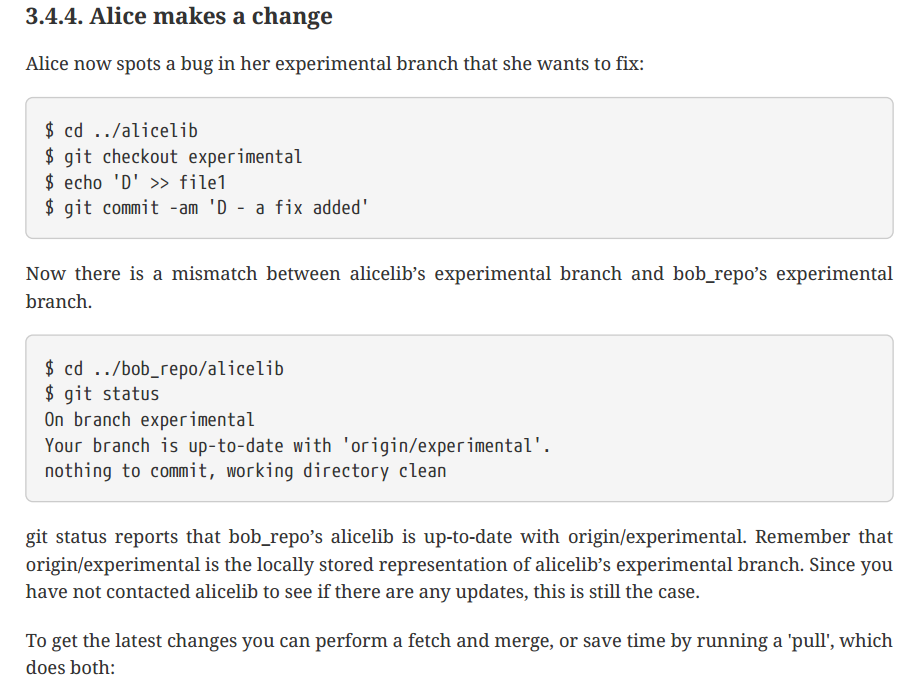 3.4.4. Alice makes a change
Alice now spots a bug in her experimental branch that she wants to fix:
$ cd ../alicelib
$ git checkout experimental
$ echo 'D' >> file1
$ git commit -am 'D - a fix added'
Now there is a mismatch between alicelib’s experimental branch and bob_repo’s experimental
branch.
$ cd ../bob_repo/alicelib
$ git status
On branch experimental
Your branch is up-to-date with 'origin/experimental'.
nothing to commit, working directory clean
git status reports that bob_repo’s alicelib is up-to-date with origin/experimental. Remember that
origin/experimental is the locally stored representation of alicelib’s experimental branch. Since you
have not contacted alicelib to see if there are any updates, this is still the case.
To get the latest changes you can perform a fetch and merge, or save time by running a 'pull', which
does both: